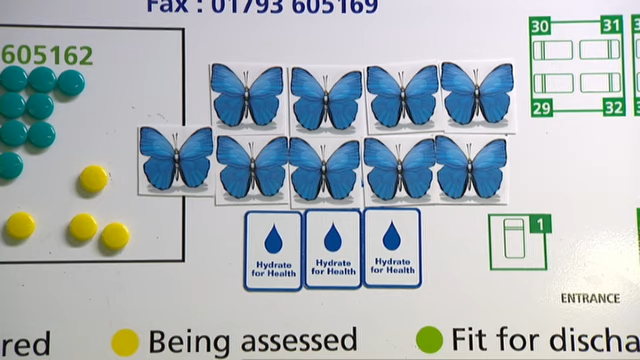 Fax : 01793 605169
605162
30 31
29 32
Hydrate for Health
Hydrate for Health
Hydrate for Health
1
ENTRANCE
red Being assessed Fit for discha